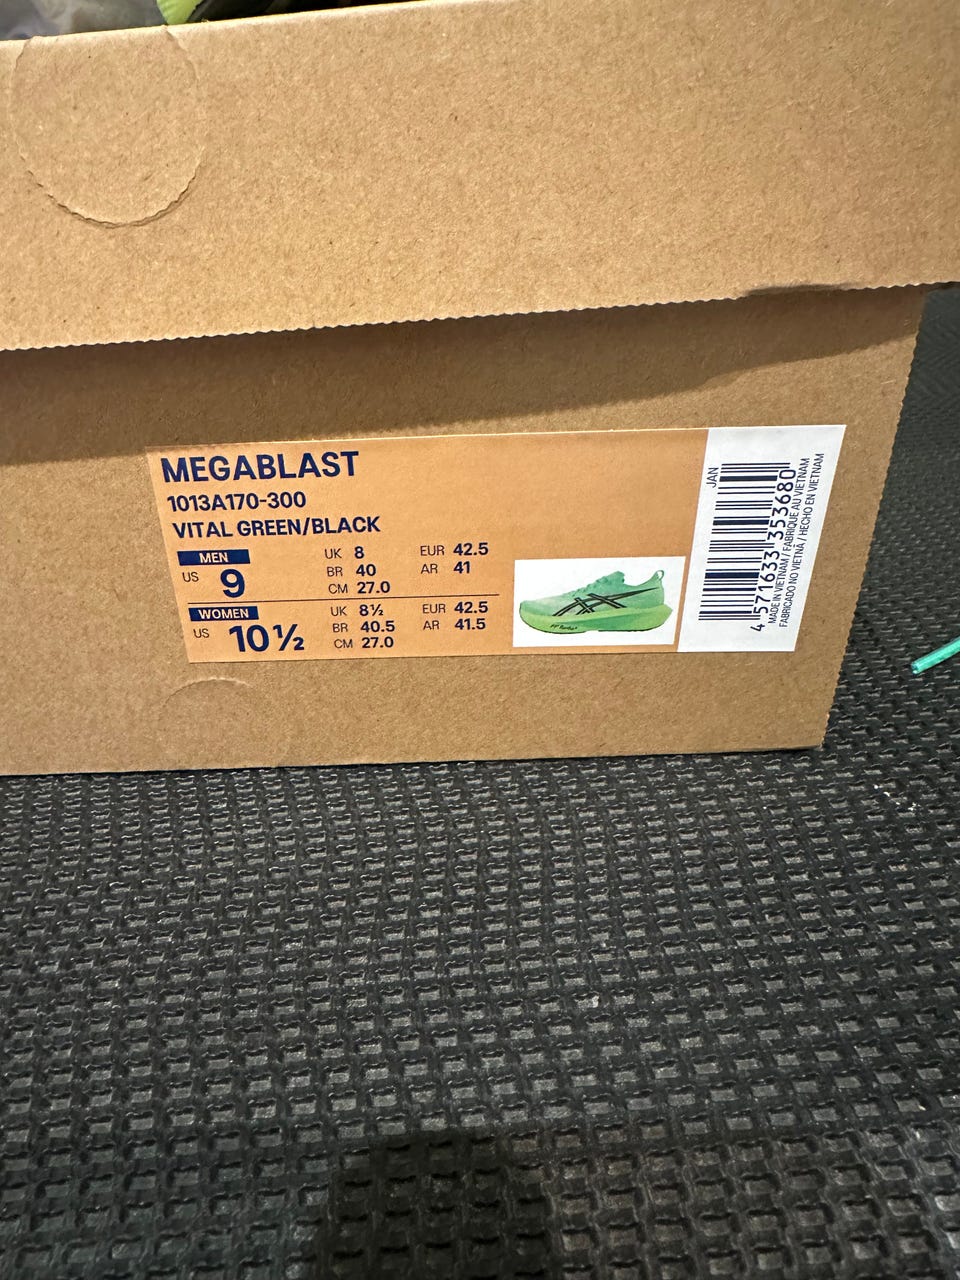 MEGABLAST
1013A170-300
VITAL GREEN/BLACK
MEN
US 9
UK 8 EUR 42.5
BR 40 AR 41
CM 27.0
WOMEN
US 10 ½
UK 8½ EUR 42.5
BR 40.5 AR 41.5
CM 27.0
JAN
4 571633 353680
MADE IN VIETNAM / FABRIQUÉ AU VIETNAM
FABRICADO NO VIETNÃ / HECHO EN VIETNAM